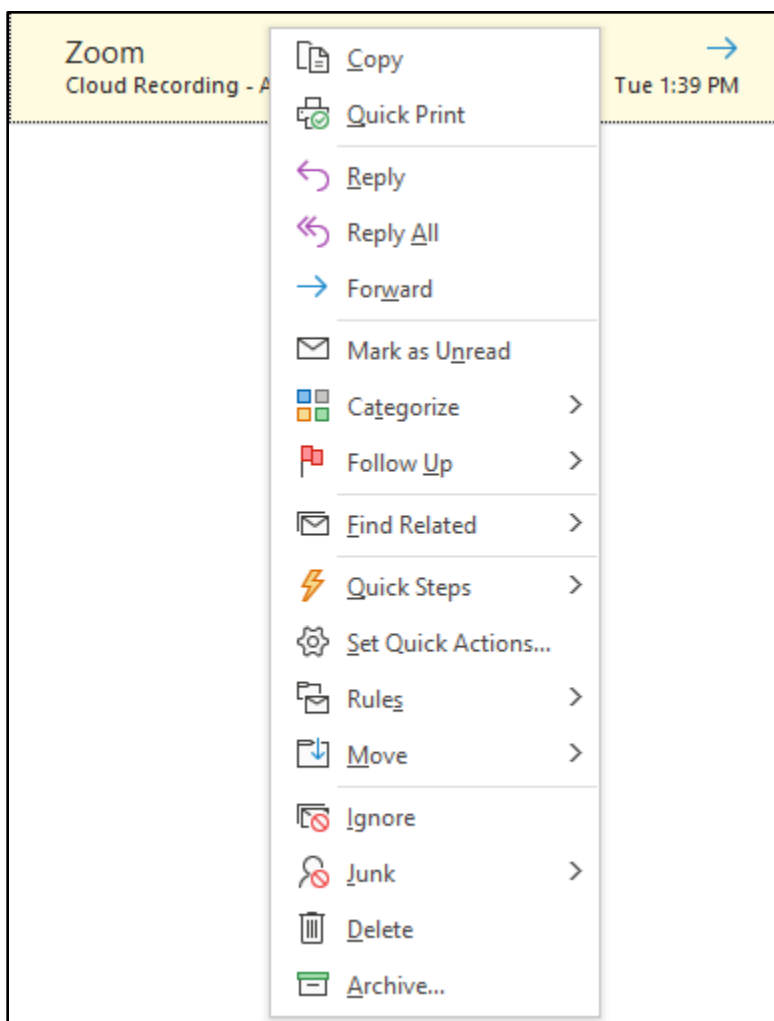 Zoom
Cloud Recording - A
Tue 1:39 PM
Copy
Quick Print
Reply
Reply All
Forward
Mark as Unread
Categorize
Follow Up
Find Related
Quick Steps
Set Quick Actions...
Rules
Move
Ignore
Junk
Delete
Archive...